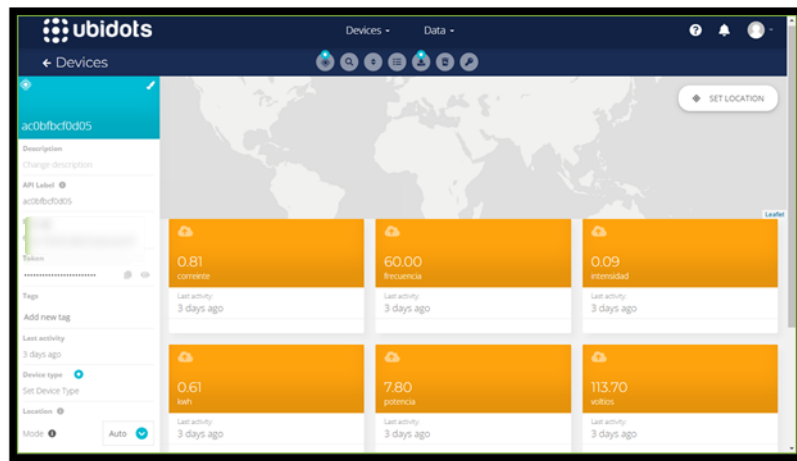 ubidots
Devices
Data
?
← Devices
SET LOCATION
ac0bfbcf0d05
Description
Change description
API Label
ac0bfbcf0d05
Token
Tags
Add new tag
Last activity
3 days ago
Device type
Set Device Type
Location
Mode
Auto
Leaflet
0.81
correinte
Last activity:
3 days ago
60.00
frecuencia
Last activity:
3 days ago
0.09
intensidad
Last activity:
3 days ago
0.61
kwh
Last activity:
3 days ago
7.80
potencia
Last activity:
3 days ago
113.70
voltios
Last activity:
3 days ago